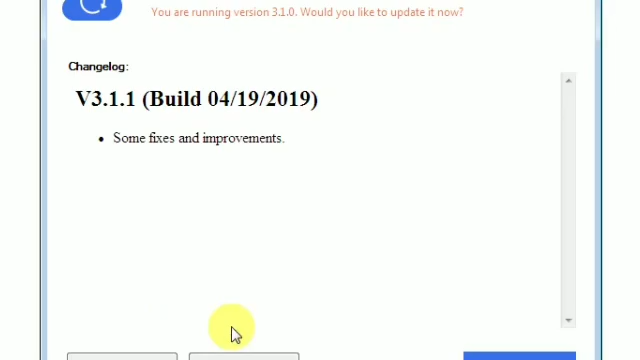 You are running version 3.1.0. Would you like to update it now?
Changelog:
V3.1.1 (Build 04/19/2019)
• Some fixes and improvements.